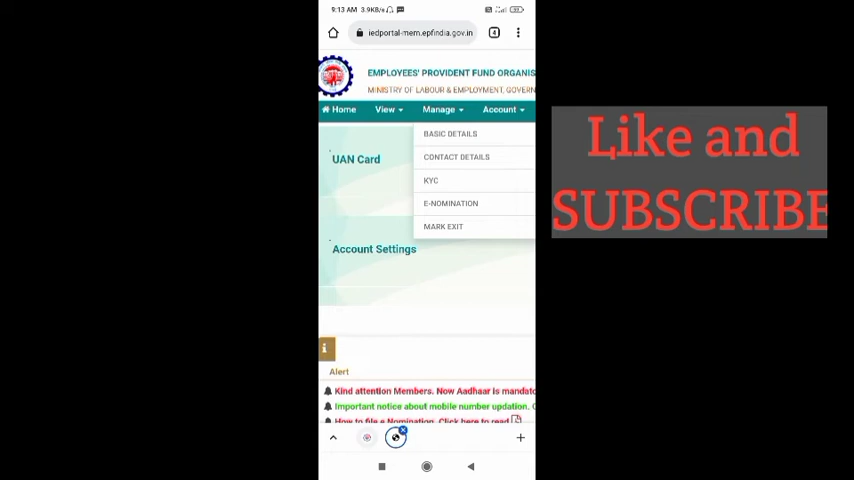 9:13 AM 3.9KB/s
iedportal-mem.epfindia.gov.in
4
EMPLOYEES' PROVIDENT FUND ORGANIS
MINISTRY OF LABOUR & EMPLOYMENT, GOVERN
Home View Manage Account
BASIC DETAILS
UAN Card
CONTACT DETAILS
KYC
E-NOMINATION
MARK EXIT
Account Settings
i
Alert
Kind attention Members. Now Aadhaar is mandato
Important notice about mobile number updation. C
How to file e Nomination. Click here to read
Like and
SUBSCRIBE